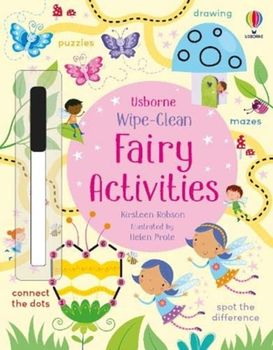 drawing
puzzles
USBORNE
Usborne
Wipe-Clean
mazes
Fairy
Activities
Kirsteen Robson
Illustrated by
Helen Prole
connect
the dots
spot the
difference